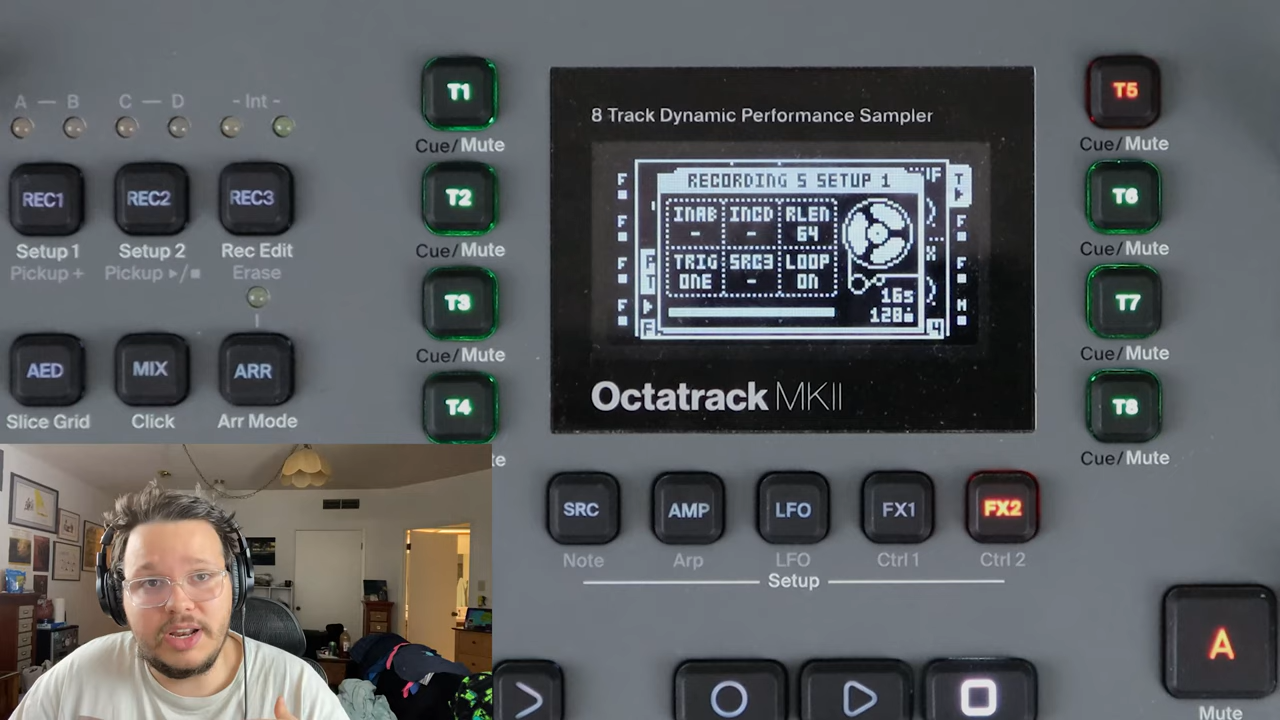 A — B
C — D
- Int -
REC1
REC2
REC3
Setup 1
Setup 2
Rec Edit
Pickup +
Pickup ▶/■
Erase
AED
MIX
ARR
Slice Grid
Click
Arr Mode
T1
Cue/Mute
T2
Cue/Mute
T3
Cue/Mute
T4
8 Track Dynamic Performance Sampler
RECORDING 5 SETUP 1
INAB
INCD
RLEN
-
-
64
TRIG
SRC3
LOOP
ONE
-
ON
16s
128
Octatrack MKII
T5
Cue/Mute
T6
Cue/Mute
T7
Cue/Mute
T8
Cue/Mute
SRC
AMP
LFO
FX1
FX2
Note
Arp
LFO
Ctrl 1
Ctrl 2
Setup
A
Mute